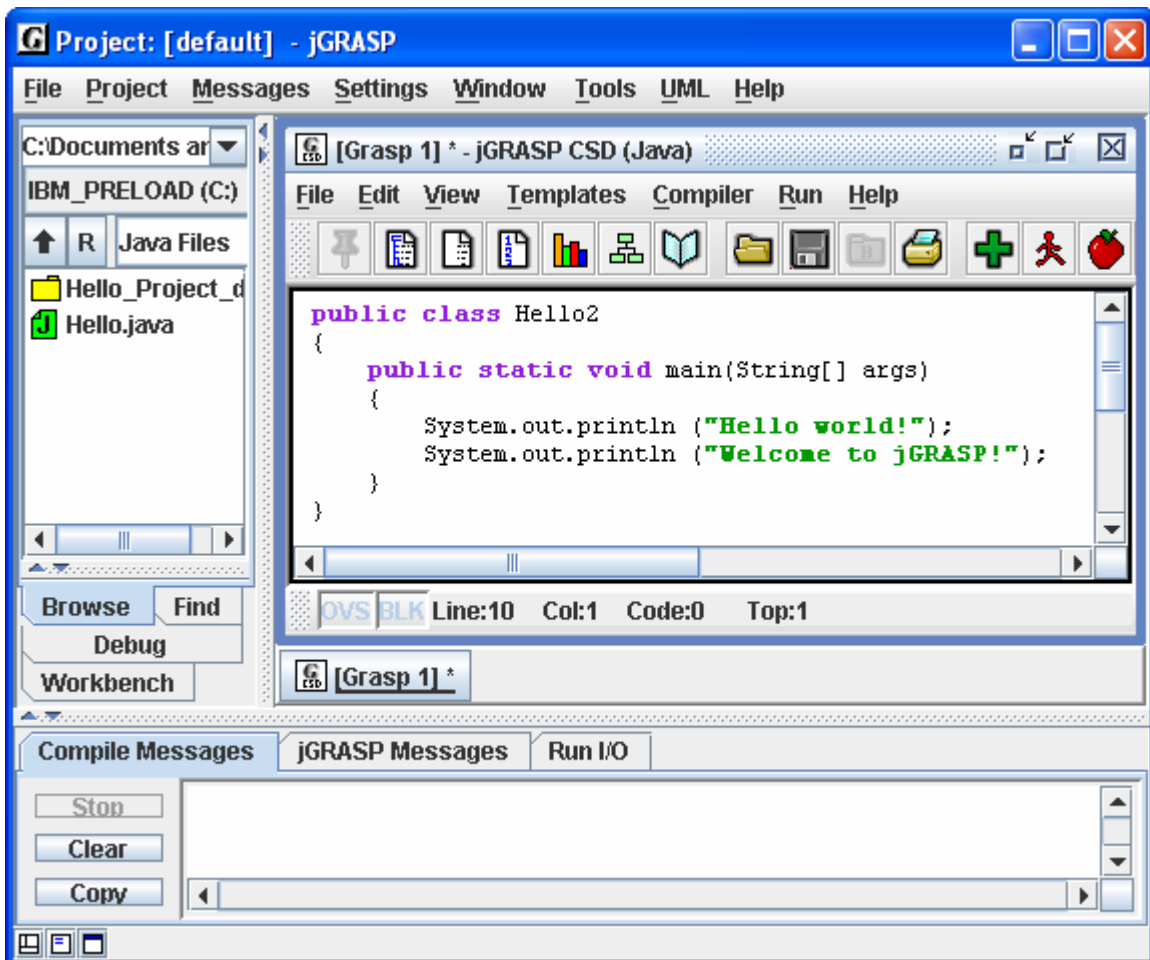 Project: [default] - jGRASP
File Project Messages Settings Window Tools UML Help
C:\Documents ar
IBM_PRELOAD (C:)
R Java Files
Hello_Project_d
Hello.java
Browse Find
Debug
Workbench
[Grasp 1] * - jGRASP CSD (Java)
File Edit View Templates Compiler Run Help
public class Hello2
{
public static void main(String[] args)
{
System.out.println ("Hello world!");
System.out.println ("Welcome to jGRASP!");
}
}
OVS BLK Line:10 Col:1 Code:0 Top:1
[Grasp 1] *
Compile Messages jGRASP Messages Run I/O
Stop
Clear
Copy